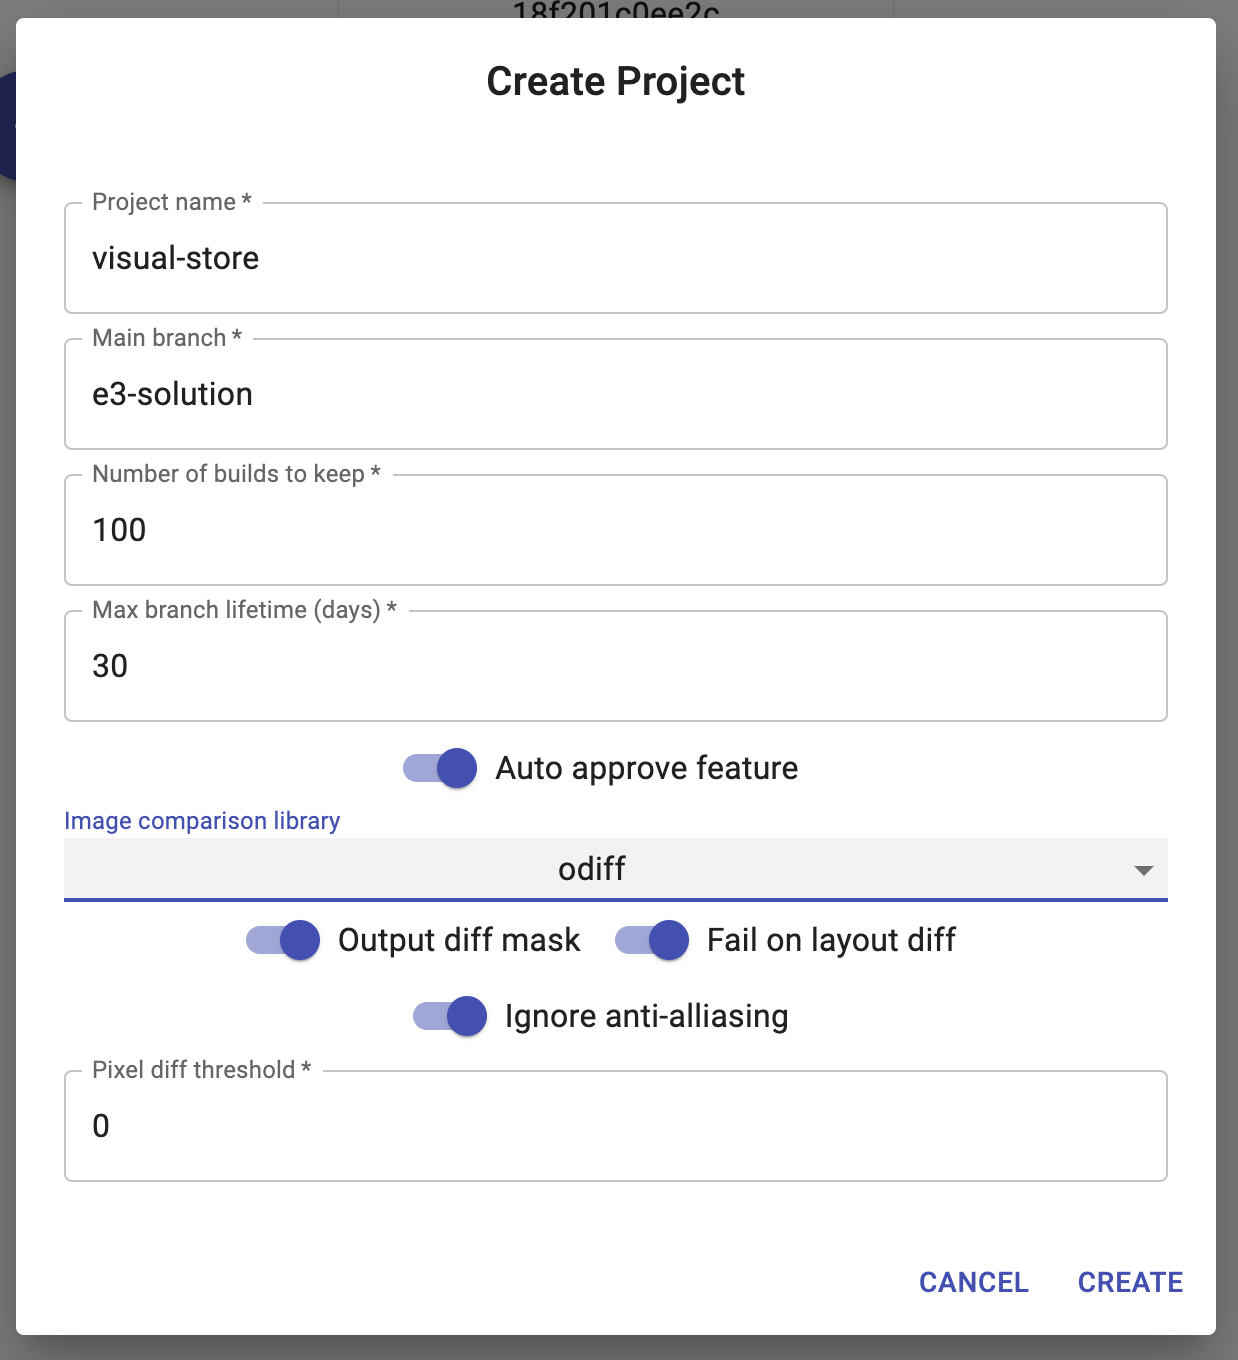 18f201c0ee2c
Create Project
Project name *
visual-store
Main branch *
e3-solution
Number of builds to keep *
100
Max branch lifetime (days) *
30
Auto approve feature
Image comparison library
odiff
Output diff mask Fail on layout diff
Ignore anti-alliasing
Pixel diff threshold *
0
CANCEL CREATE